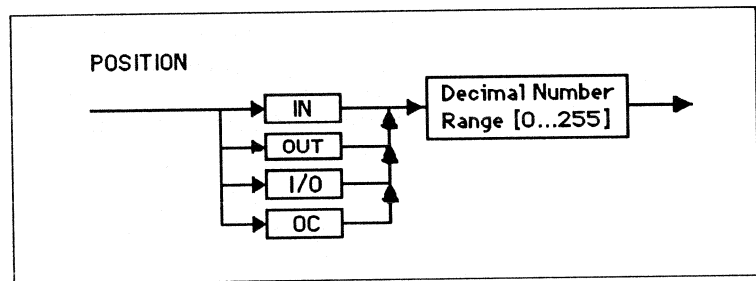 POSITION
IN
OUT
I/O
OC
Decimal Number
Range [0...255]